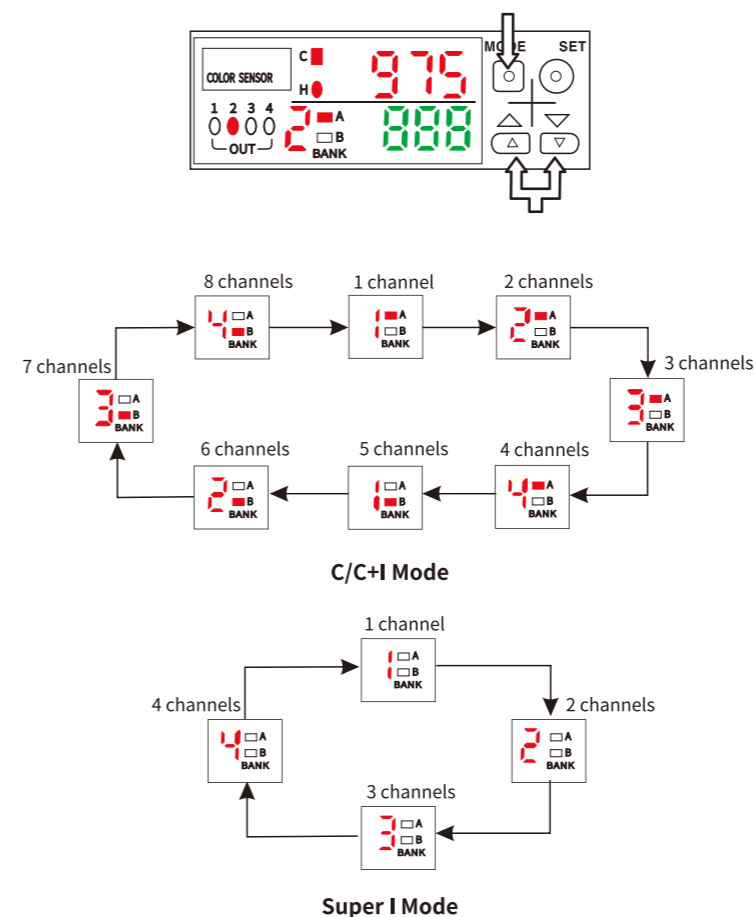 MODE SET
C 975
COLOR SENSOR
H
1 2 3 4
2 A 888
B
OUT
BANK
8 channels 1 channel 2 channels
4 A 1 A 2 A
B B B
BANK BANK BANK
7 channels 3 channels
3 A 3 A
B B
BANK BANK
6 channels 5 channels 4 channels
2 A 1 A 4 A
B B B
BANK BANK BANK
C/C+I Mode
1 channel
1 A
B
BANK
4 channels 2 channels
4 A 2 A
B B
BANK BANK
3 channels
3 A
B
BANK
Super I Mode